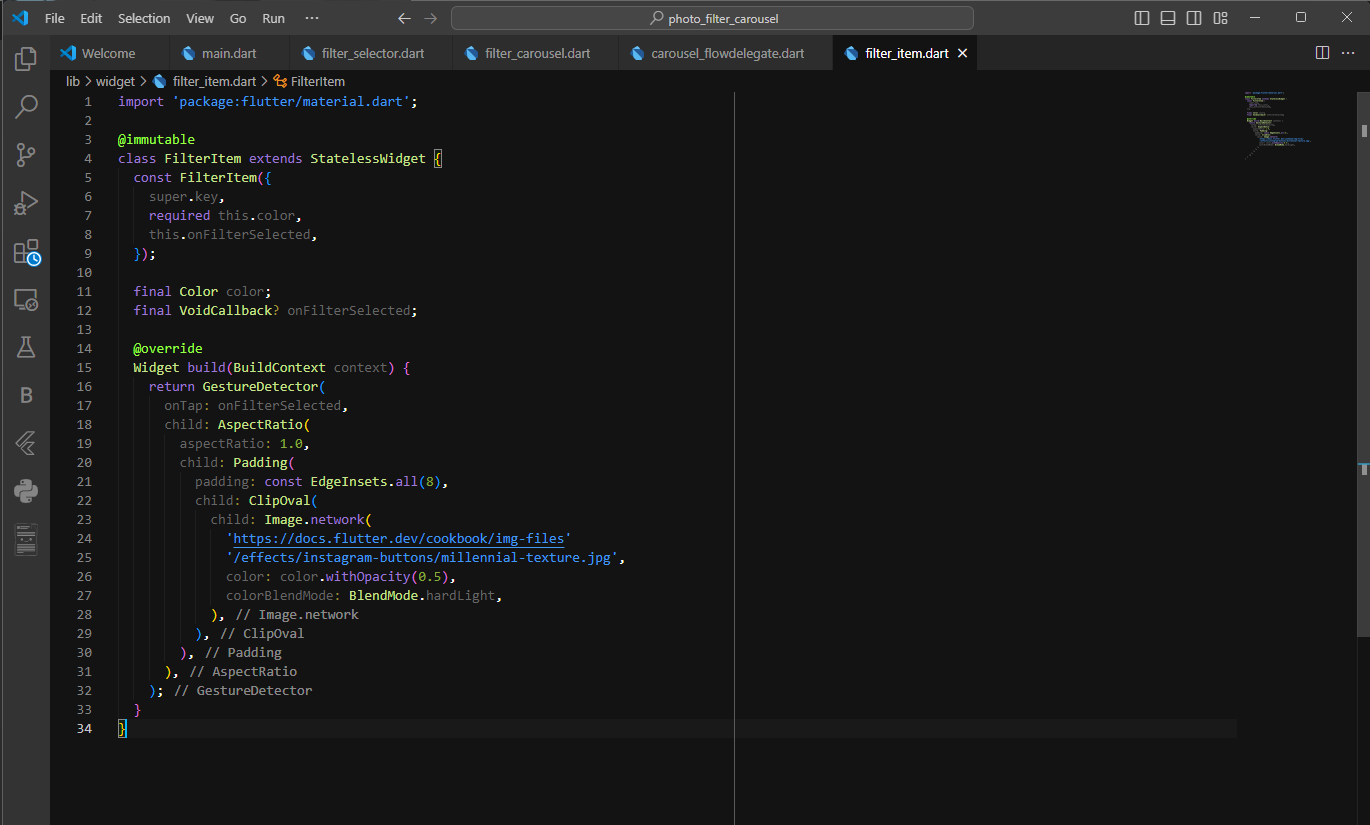 File Edit Selection View Go Run ··· photo_filter_carousel
Welcome main.dart filter_selector.dart filter_carousel.dart carousel_flowdelegate.dart filter_item.dart
lib > widget > filter_item.dart > FilterItem
1 import 'package:flutter/material.dart';
2
3 @immutable
4 class FilterItem extends StatelessWidget {
5 const FilterItem({
6 super.key,
7 required this.color,
8 this.onFilterSelected,
9 });
10
11 final Color color;
12 final VoidCallback? onFilterSelected;
13
14 @override
15 Widget build(BuildContext context) {
16 return GestureDetector(
17 onTap: onFilterSelected,
18 child: AspectRatio(
19 aspectRatio: 1.0,
20 child: Padding(
21 padding: const EdgeInsets.all(8),
22 child: ClipOval(
23 child: Image.network(
24 'https://docs.flutter.dev/cookbook/img-files'
25 '/effects/instagram-buttons/millennial-texture.jpg',
26 color: color.withOpacity(0.5),
27 colorBlendMode: BlendMode.hardLight,
28 ), // Image.network
29 ), // ClipOval
30 ), // Padding
31 ), // AspectRatio
32 ); // GestureDetector
33 }
34 }
B